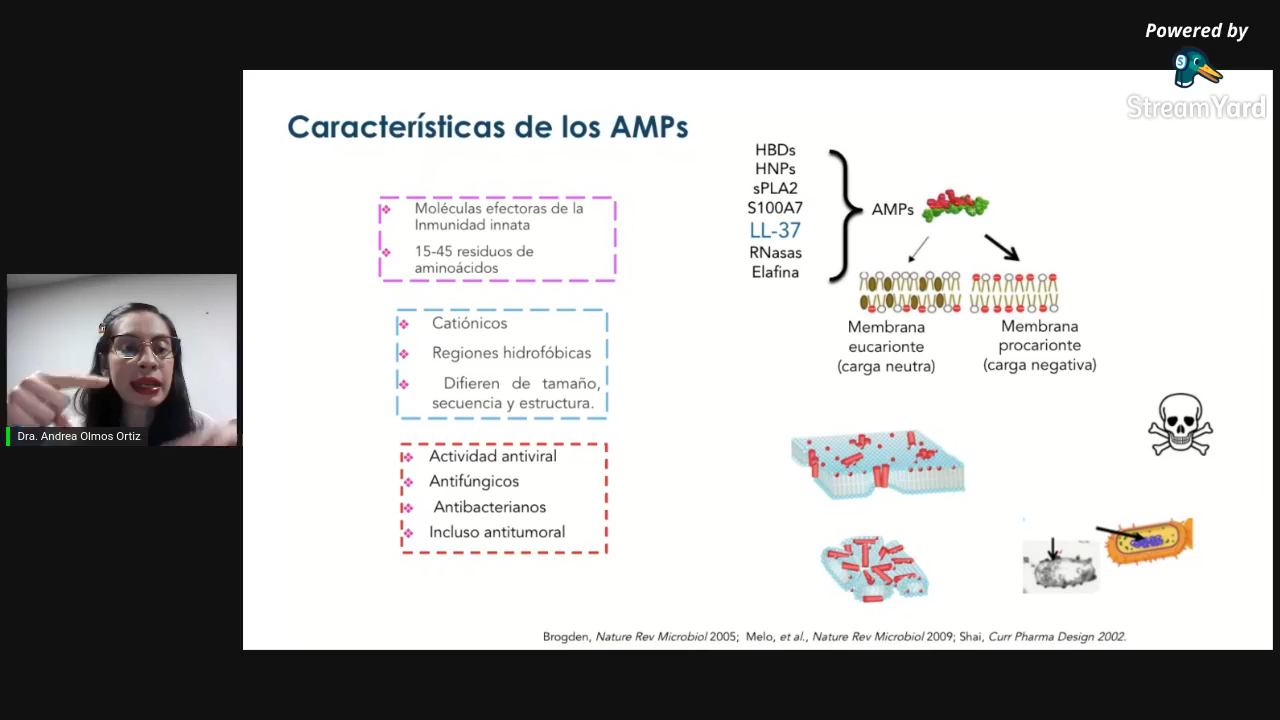 Powered by
StreamYard
Características de los AMPs
Moléculas efectoras de la
Inmunidad innata
15-45 residuos de
aminoácidos
Catiónicos
Regiones hidrofóbicas
Difieren de tamaño,
secuencia y estructura.
Actividad antiviral
Antifúngicos
Antibacterianos
Incluso antitumoral
HBDs
HNPs
sPLA2
S100A7
LL-37
RNasas
Elafina
AMPs
Membrana
eucarionte
(carga neutra)
Membrana
procarionte
(carga negativa)
Dra. Andrea Olmos Ortiz
Brogden, Nature Rev Microbiol 2005; Melo, et al., Nature Rev Microbiol 2009; Shai, Curr Pharma Design 2002.